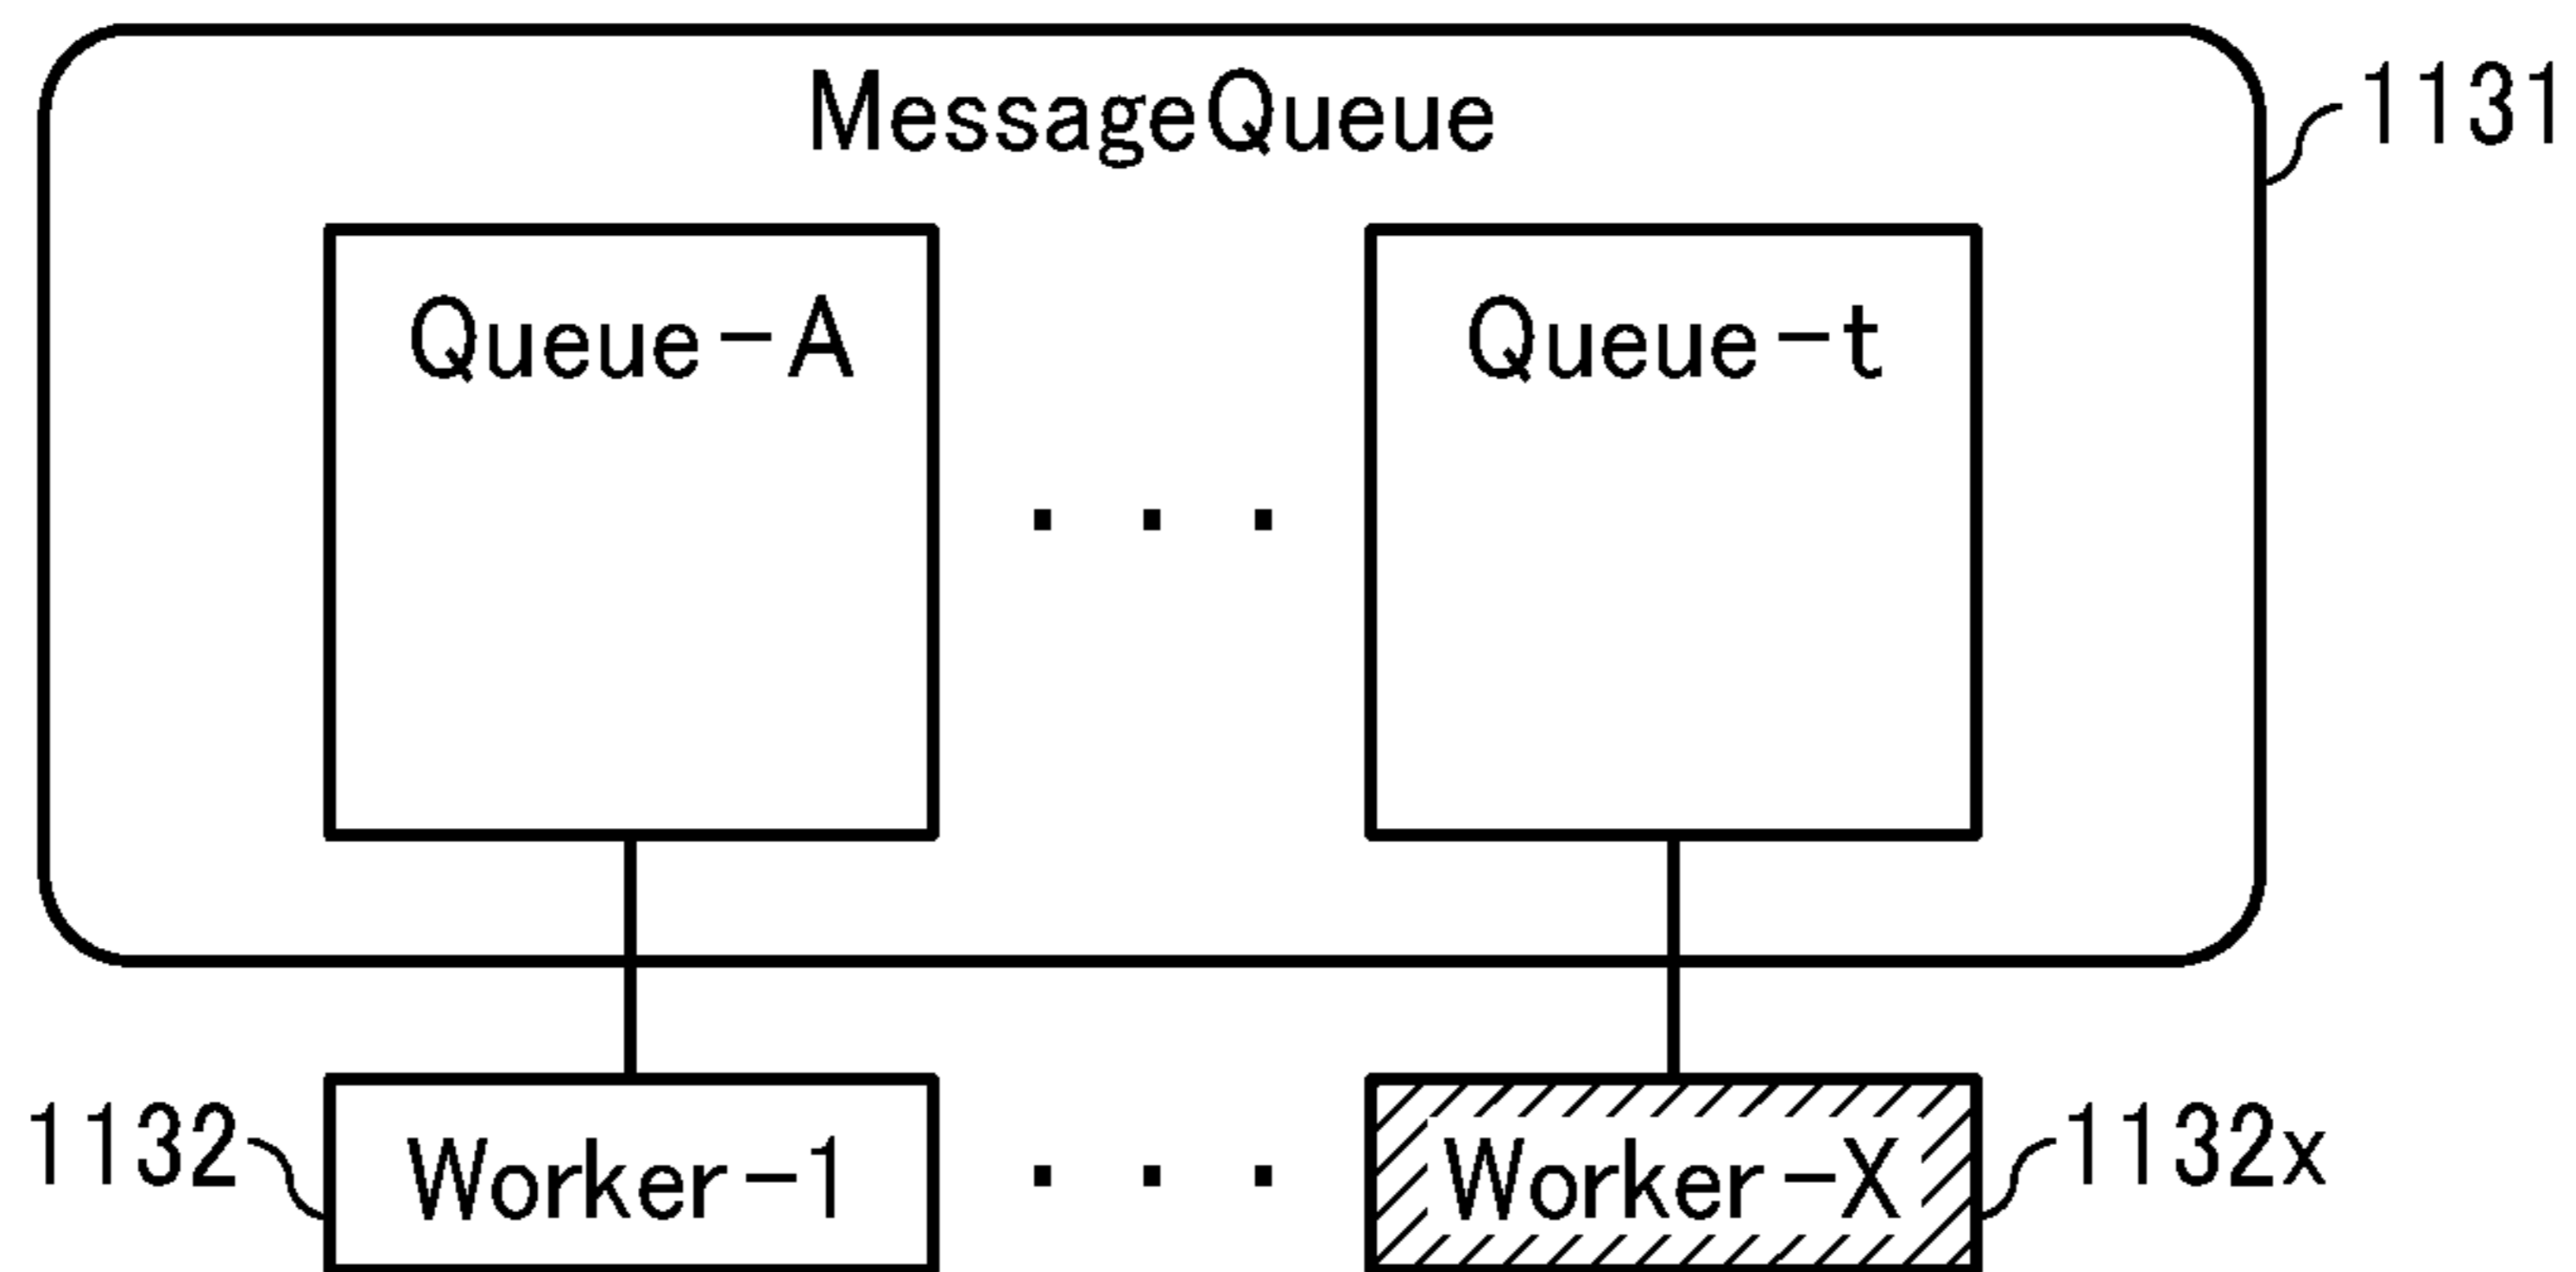 MessageQueue
1131
Queue-A
Queue-t
1132
Worker-1
Worker-X
1132x